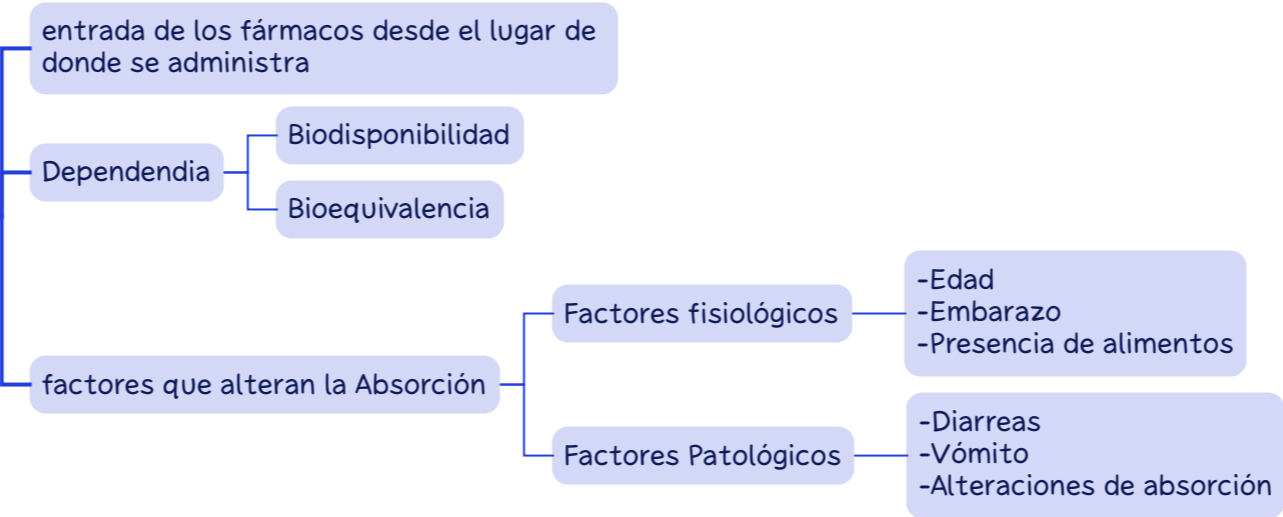 entrada de los fármacos desde el lugar de
donde se administra
Dependendia
Biodisponibilidad
Bioequivalencia
factores que alteran la Absorción
Factores fisiológicos
-Edad
-Embarazo
-Presencia de alimentos
Factores Patológicos
-Diarreas
-Vómito
-Alteraciones de absorción